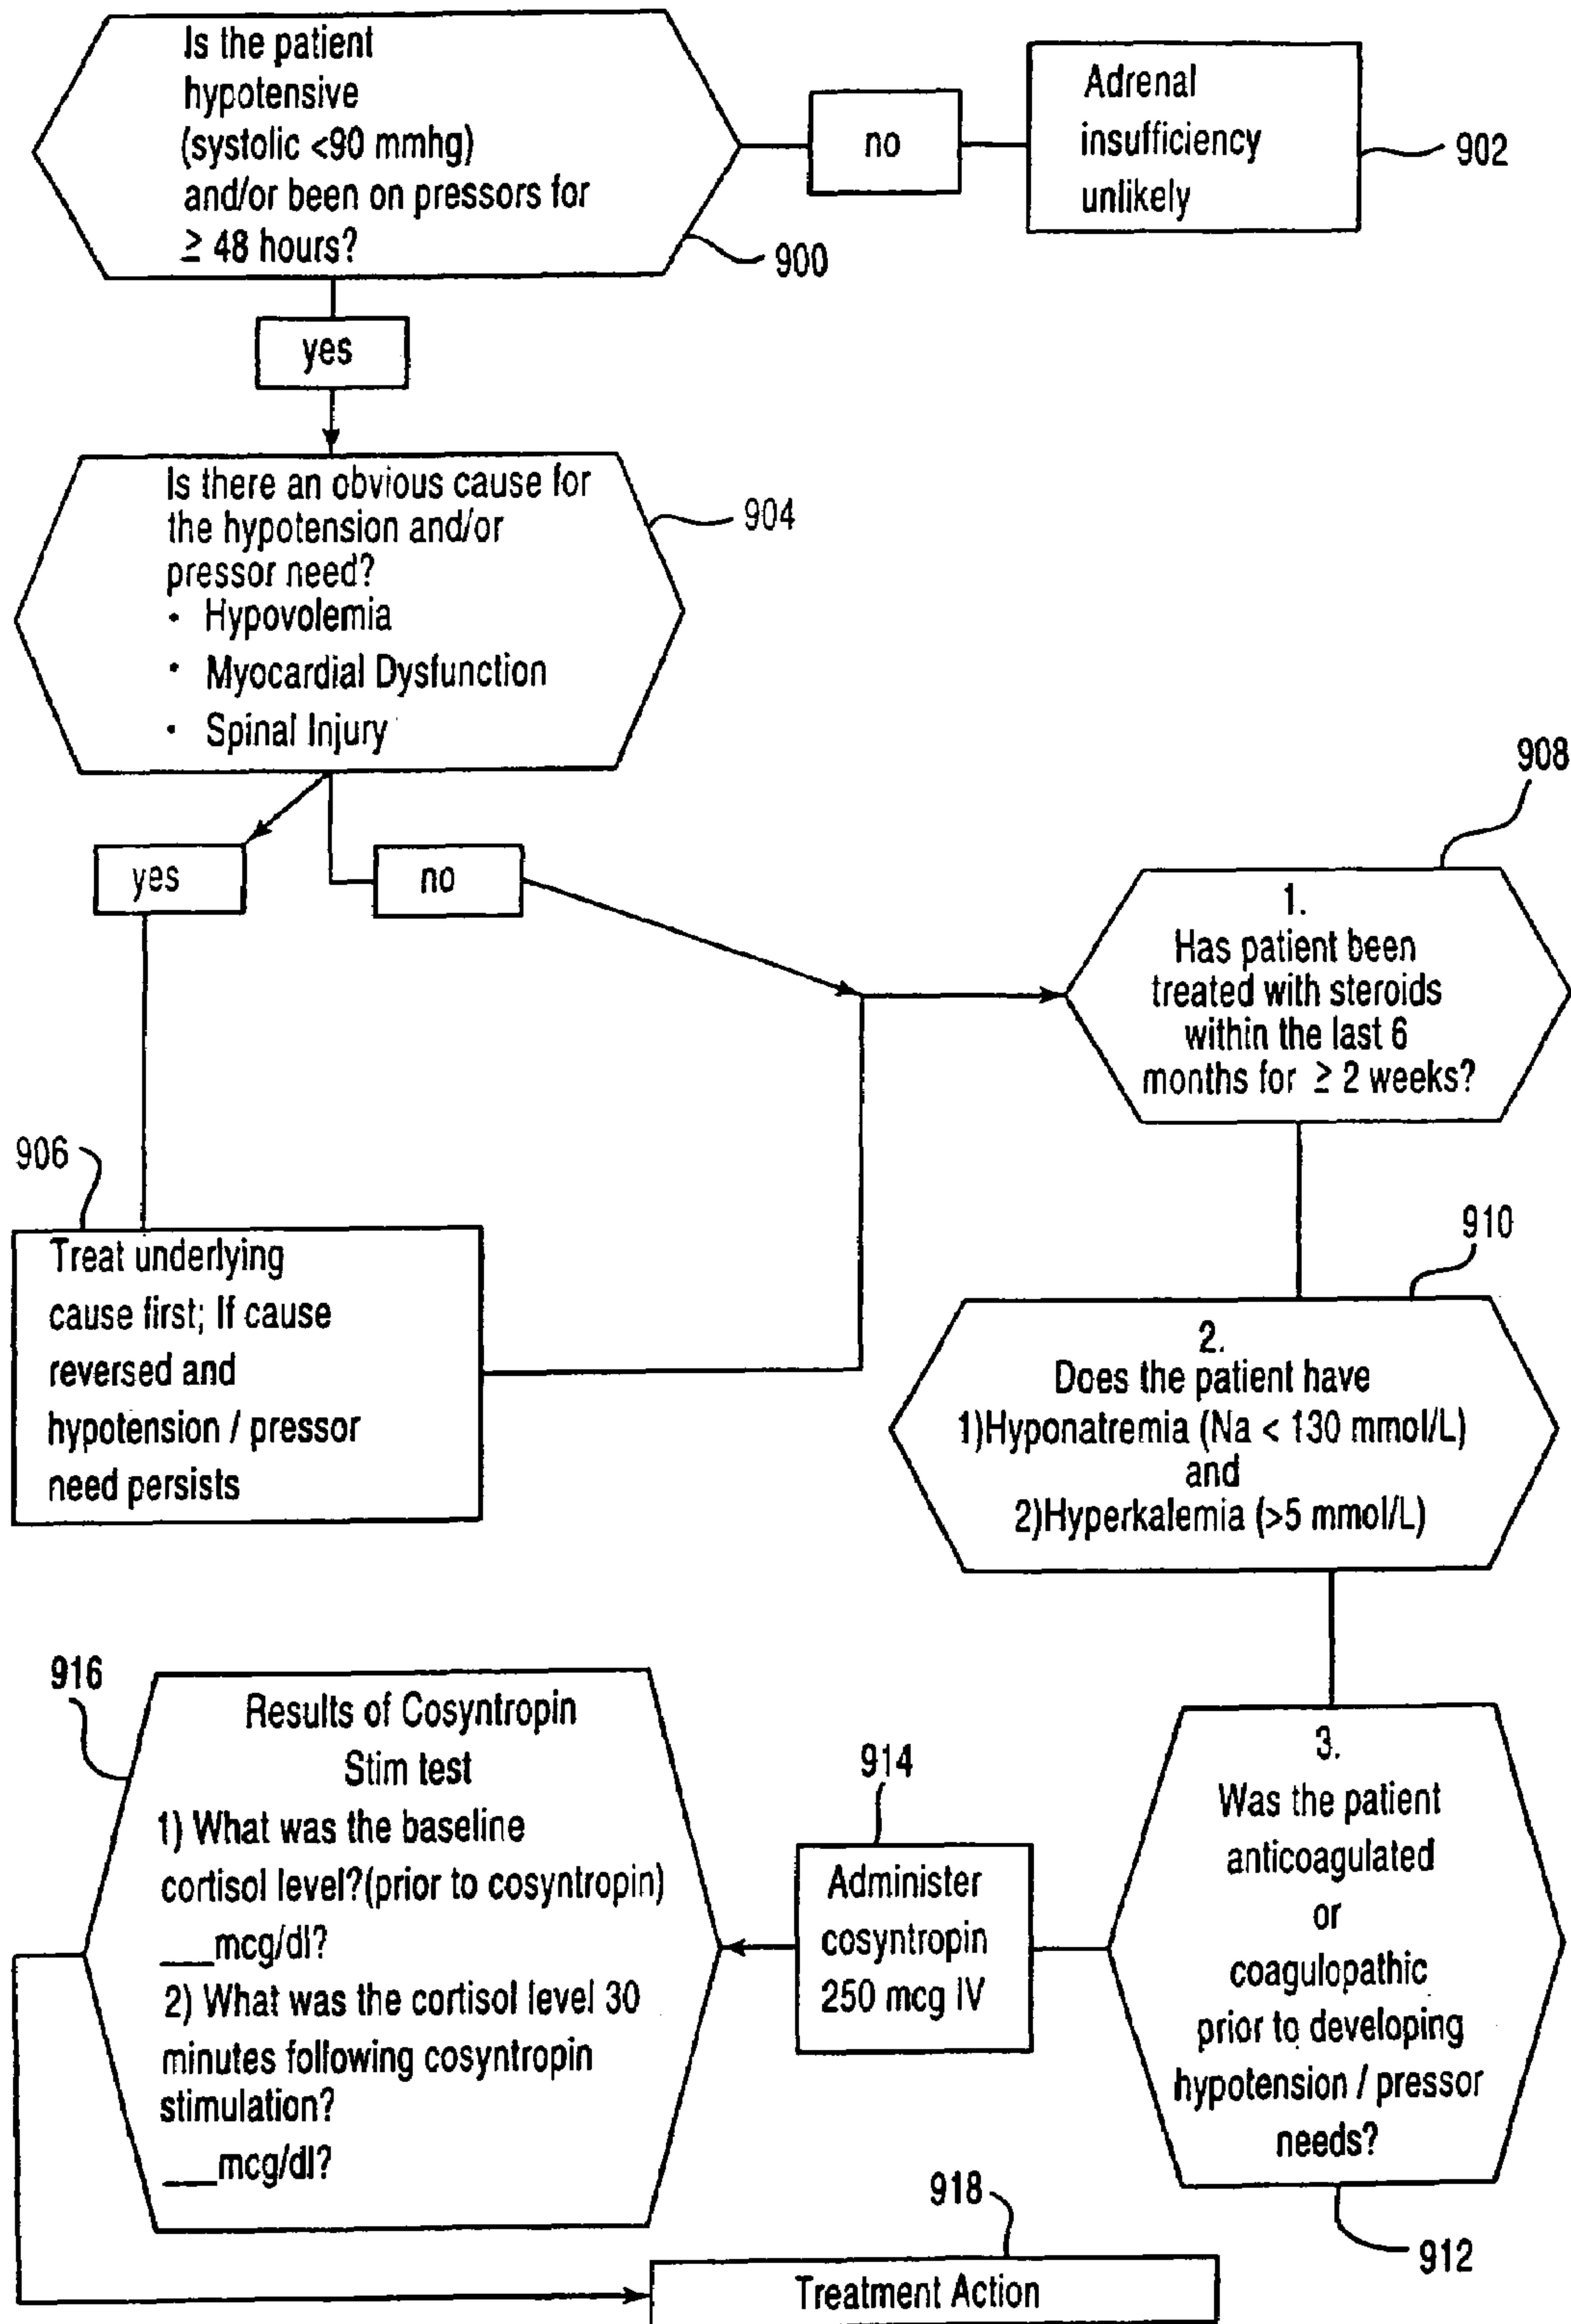 Is the patient
hypotensive
(systolic <90 mmhg)
and/or been on pressors for
≥ 48 hours?
900
no
Adrenal
insufficiency
unlikely
902
yes
Is there an obvious cause for
the hypotension and/or
pressor need?
• Hypovolemia
• Myocardial Dysfunction
• Spinal Injury
904
yes
no
906
Treat underlying
cause first; If cause
reversed and
hypotension / pressor
need persists
908
1.
Has patient been
treated with steroids
within the last 6
months for ≥ 2 weeks?
910
2.
Does the patient have
1)Hyponatremia (Na < 130 mmol/L)
and
2)Hyperkalemia (>5 mmol/L)
3.
Was the patient
anticoagulated
or
coagulopathic
prior to developing
hypotension / pressor
needs?
912
914
Administer
cosyntropin
250 mcg IV
916
Results of Cosyntropin
Stim test
1) What was the baseline
cortisol level?(prior to cosyntropin)
___mcg/dl?
2) What was the cortisol level 30
minutes following cosyntropin
stimulation?
___mcg/dl?
918
Treatment Action